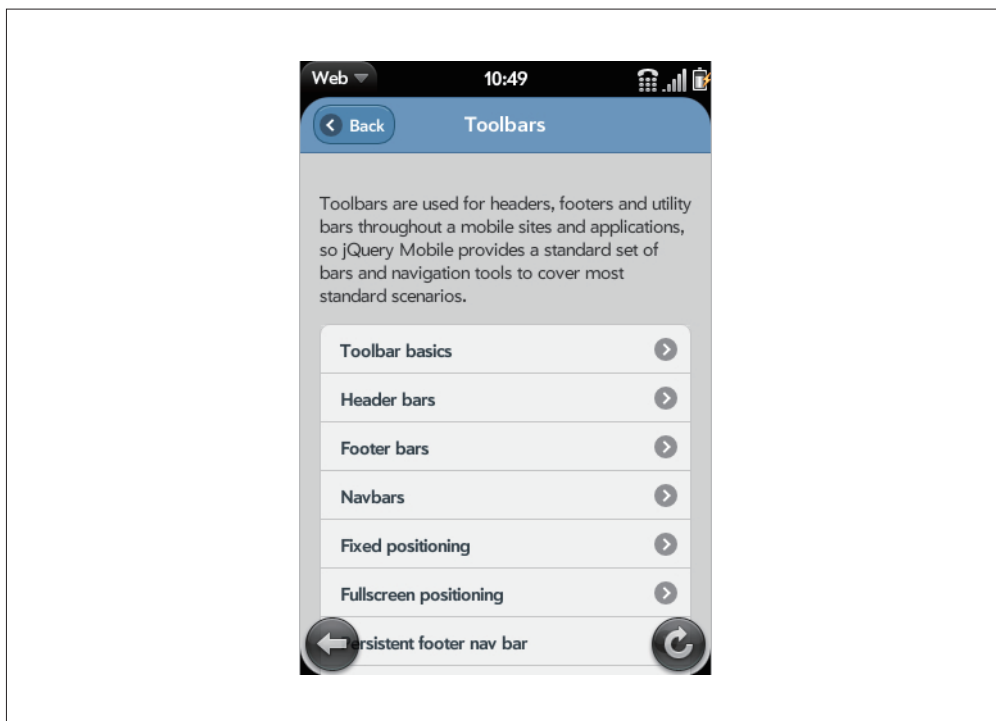 Web
10:49
Back
Toolbars
Toolbars are used for headers, footers and utility
bars throughout a mobile sites and applications,
so jQuery Mobile provides a standard set of
bars and navigation tools to cover most
standard scenarios.
Toolbar basics
Header bars
Footer bars
Navbars
Fixed positioning
Fullscreen positioning
Persistent footer nav bar